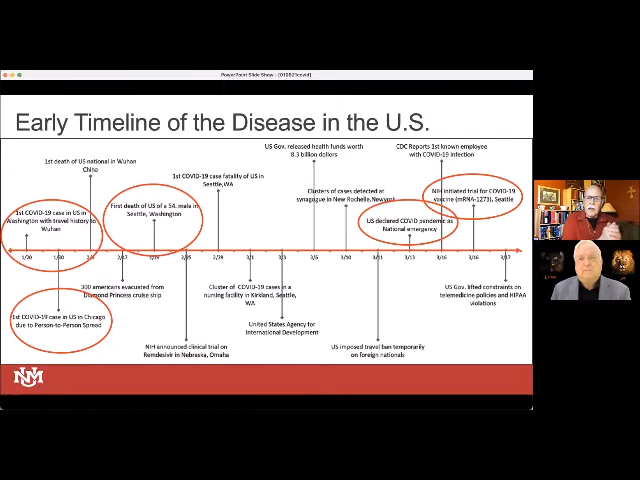 PowerPoint Slide Show - [010821covid]
Early Timeline of the Disease in the U.S.
US Gov. released health funds worth
8.3 billion dollars
CDC Reports 1st known employee
with COVID-19 Infection
1st death of US national in Wuhan
China
1st COVID-19 case fatality of US in
Seattle,WA
Clusters of cases detected at
synagogue in New Rochelle,Newyork
NIH initiated trial for COVID-19
vaccine (mRNA-1273), Seattle
First death of US of a 54. male in
Seattle, Washington
1st COVID-19 case in US in
Washington with travel history to
Wuhan
US declared COVID pandemic as
National emergency
1/20
1/30
2/17
3/1
3/3
3/5
3/10
3/11
3/13
3/16
3/16
3/17
300 americans evacuated from
Diamond Princess cruise ship
Cluster of COVID-19 cases in a
nursing facility in Kirkland, Seattle,
WA
US Gov. lifted constraints on
telemedicine policies and HIPAA
violations
1st COVID-19 case in US in Chicago
due to Person-to-Person Spread
United States Agency for
International Development
NIH announced clinical trial on
Remdesivir in Nebraska, Omaha
US imposed travel ban temporarily
on foreign nationals
UNM